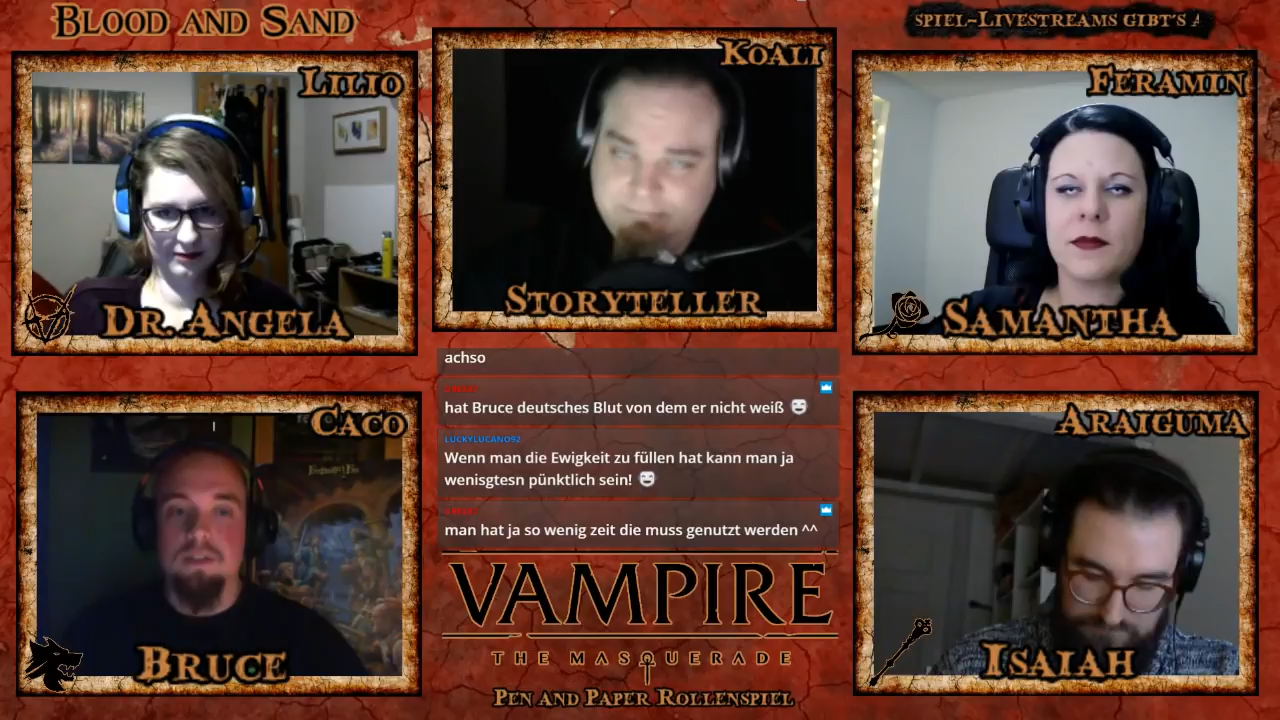 Blood and Sand
Spiel-Livestreams gibt's
Lilio
Dr. Angela
Koali
Storyteller
Feramin
Samantha
achso
hat Bruce deutsches Blut von dem er nicht weiß
LUCKYLUCANO92
Wenn man die Ewigkeit zu füllen hat kann man ja
wenisgtesn pünktlich sein!
man hat ja so wenig zeit die muss genutzt werden ^^
Caco
Bruce
Araiguma
Isaiah
VAMPIRE
THE MASQUERADE
Pen and Paper Rollenspiel